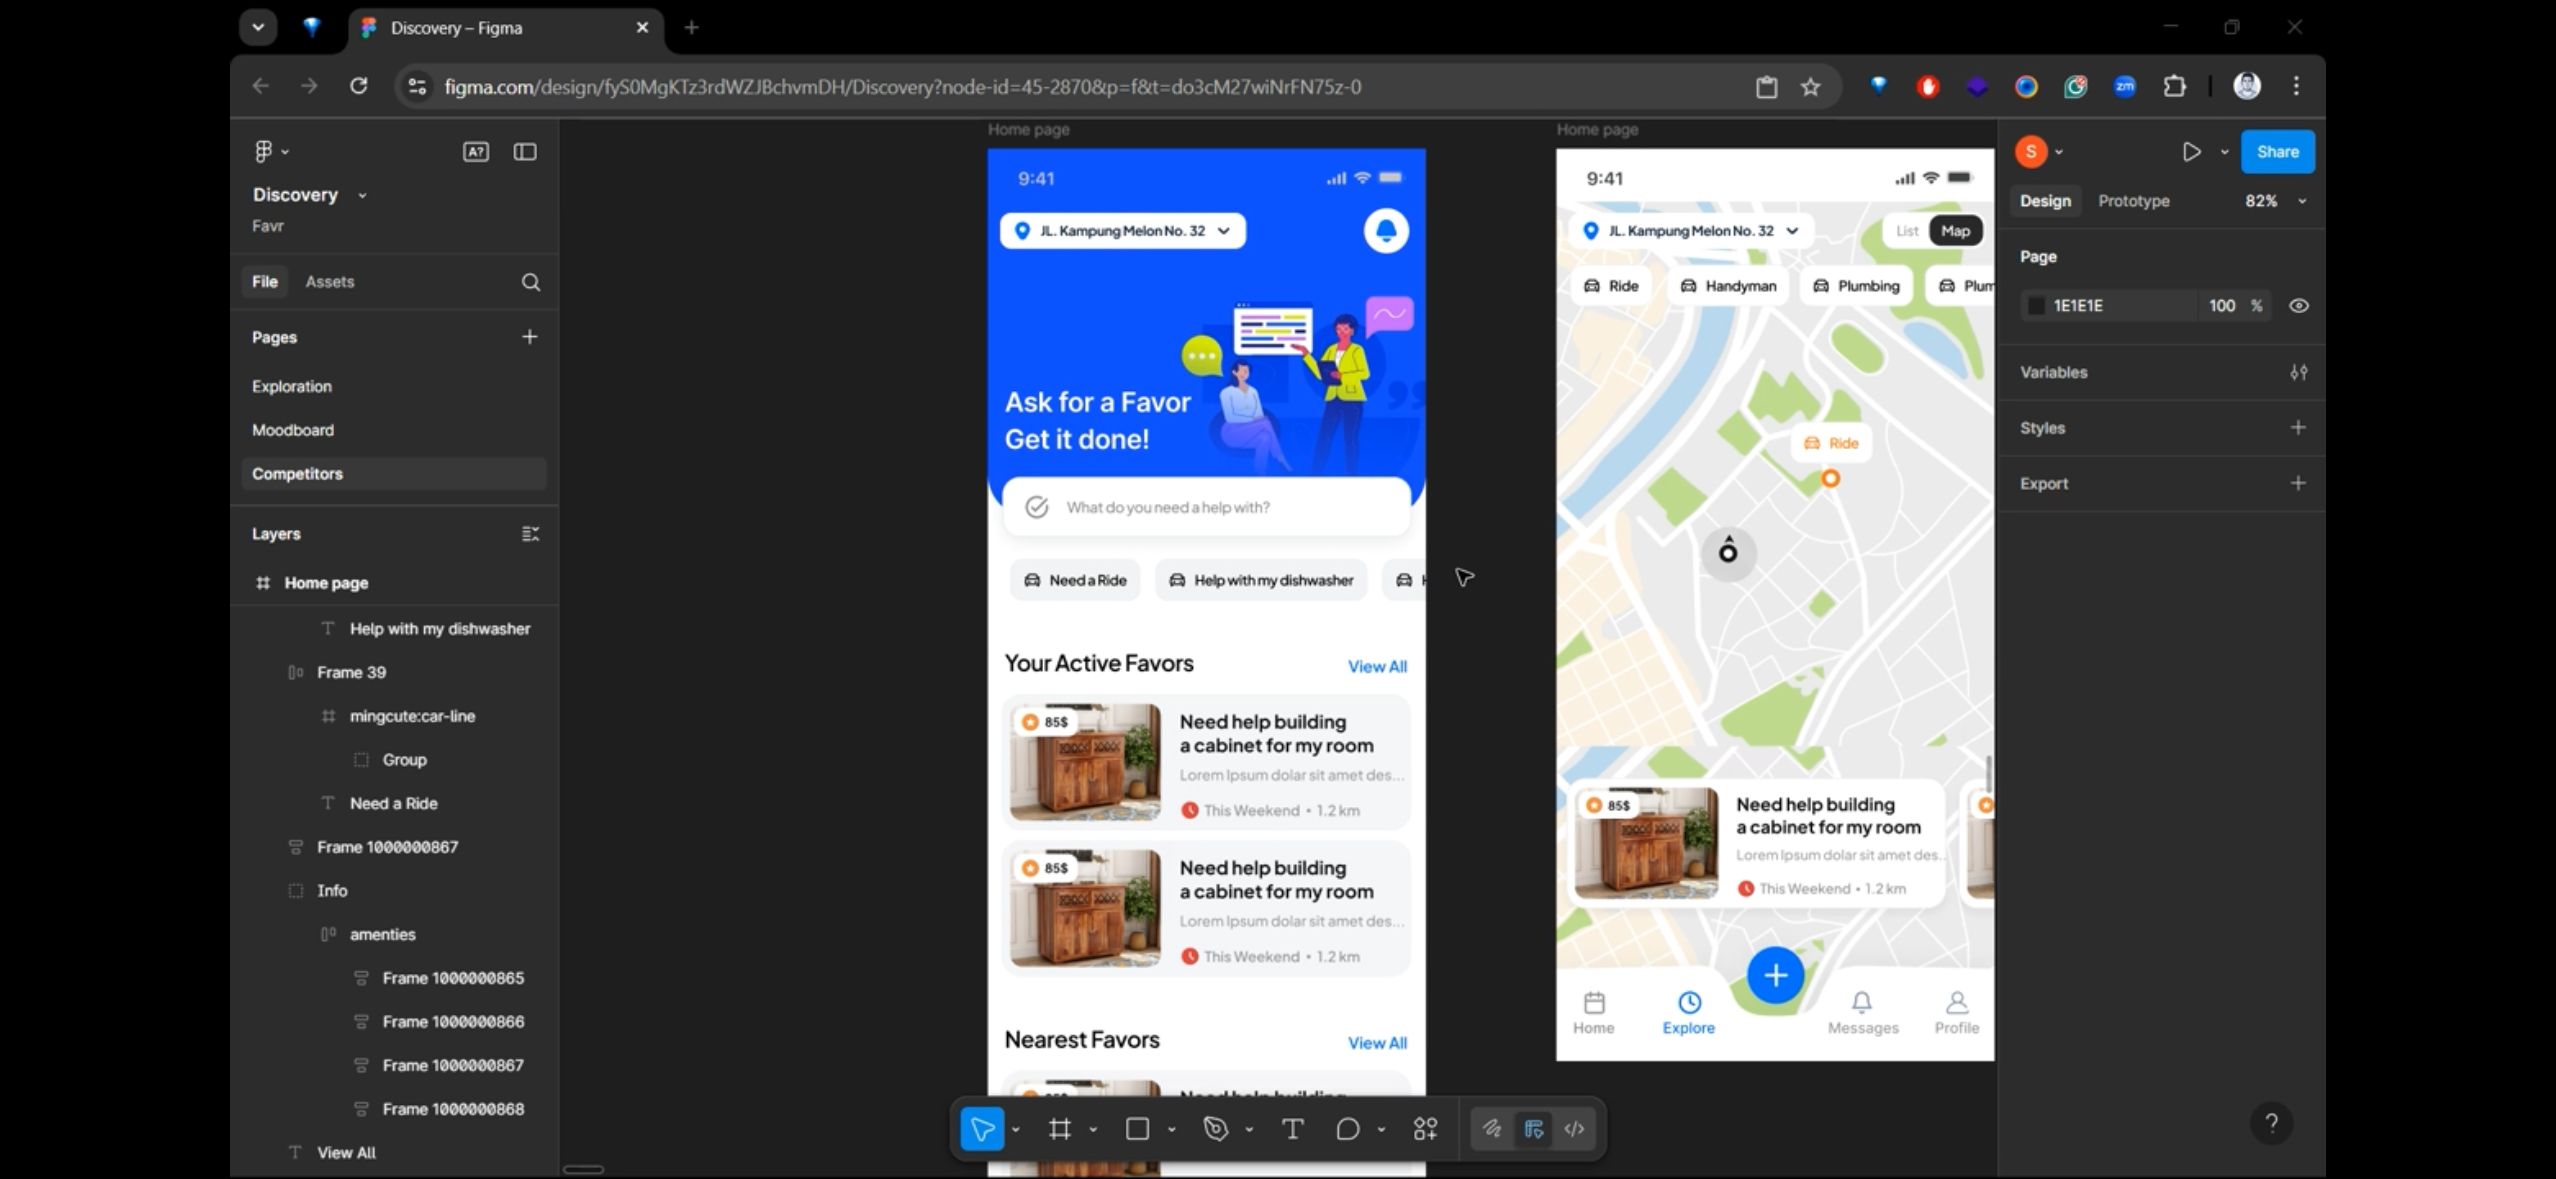 Discovery – Figma
figma.com/design/fyS0MgKTz3rdWZJBchvmDH/Discovery?node-id=45-2870&p=f&t=do3cM27wiNrFN75z-0
zm
A?
Discovery
Favr
File
Assets
Pages
Exploration
Moodboard
Competitors
Layers
Home page
Help with my dishwasher
Frame 39
mingcute:car-line
Group
Need a Ride
Frame 1000000867
Info
amenties
Frame 1000000865
Frame 1000000866
Frame 1000000867
Frame 1000000868
View All
Home page
9:41
JL. Kampung Melon No. 32
Ask for a Favor
Get it done!
What do you need a help with?
Need a Ride
Help with my dishwasher
Your Active Favors
View All
85$
Need help building
a cabinet for my room
Lorem Ipsum dolar sit amet des...
This Weekend • 1.2 km
85$
Need help building
a cabinet for my room
Lorem Ipsum dolar sit amet des...
This Weekend • 1.2 km
Nearest Favors
View All
Home page
9:41
JL. Kampung Melon No. 32
List
Map
Ride
Handyman
Plumbing
Plum
Ride
85$
Need help building
a cabinet for my room
Lorem Ipsum dolar sit amet des..
This Weekend • 1.2 km
Home
Explore
Messages
Profile
S
Share
Design
Prototype
82%
Page
1E1E1E
100
%
Variables
Styles
Export
?